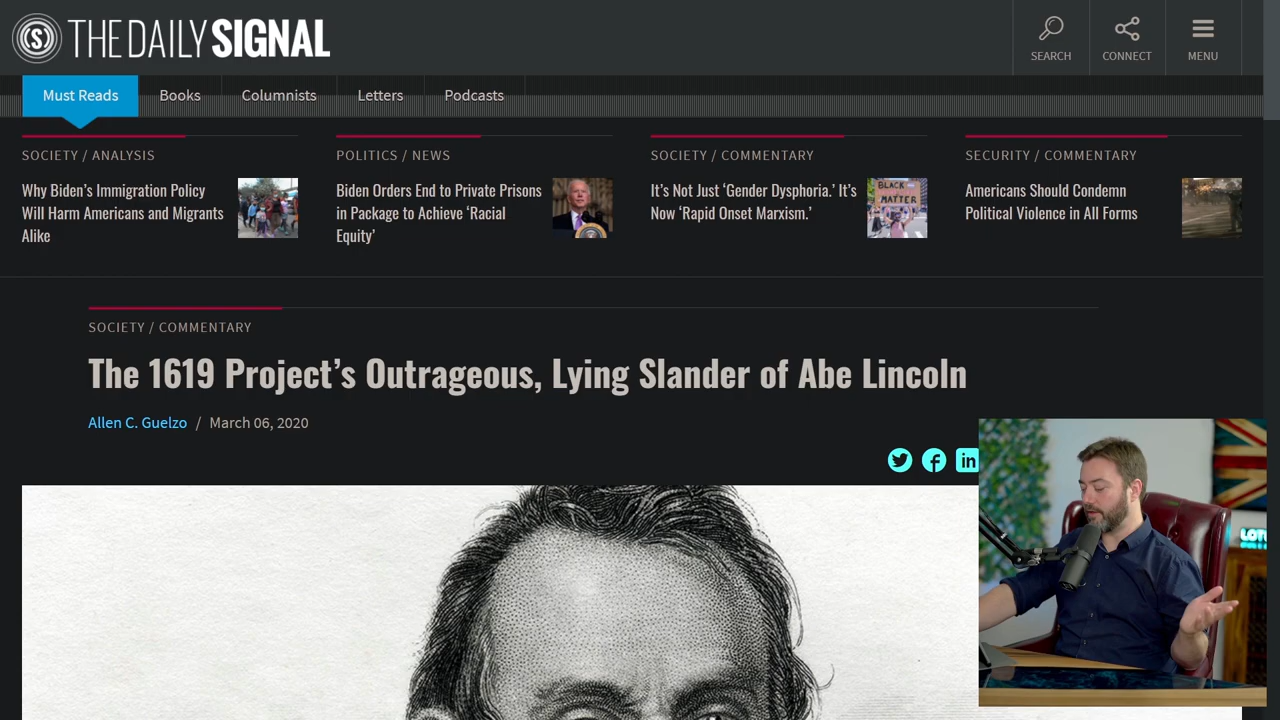 THE DAILY SIGNAL
SEARCH
CONNECT
MENU
Must Reads
Books
Columnists
Letters
Podcasts
SOCIETY / ANALYSIS
Why Biden’s Immigration Policy
Will Harm Americans and Migrants
Alike
POLITICS / NEWS
Biden Orders End to Private Prisons
in Package to Achieve ‘Racial
Equity’
SOCIETY / COMMENTARY
It’s Not Just ‘Gender Dysphoria.’ It’s
Now ‘Rapid Onset Marxism.’
BLACK
MATTER
SECURITY / COMMENTARY
Americans Should Condemn
Political Violence in All Forms
SOCIETY / COMMENTARY
The 1619 Project’s Outrageous, Lying Slander of Abe Lincoln
Allen C. Guelzo / March 06, 2020
in